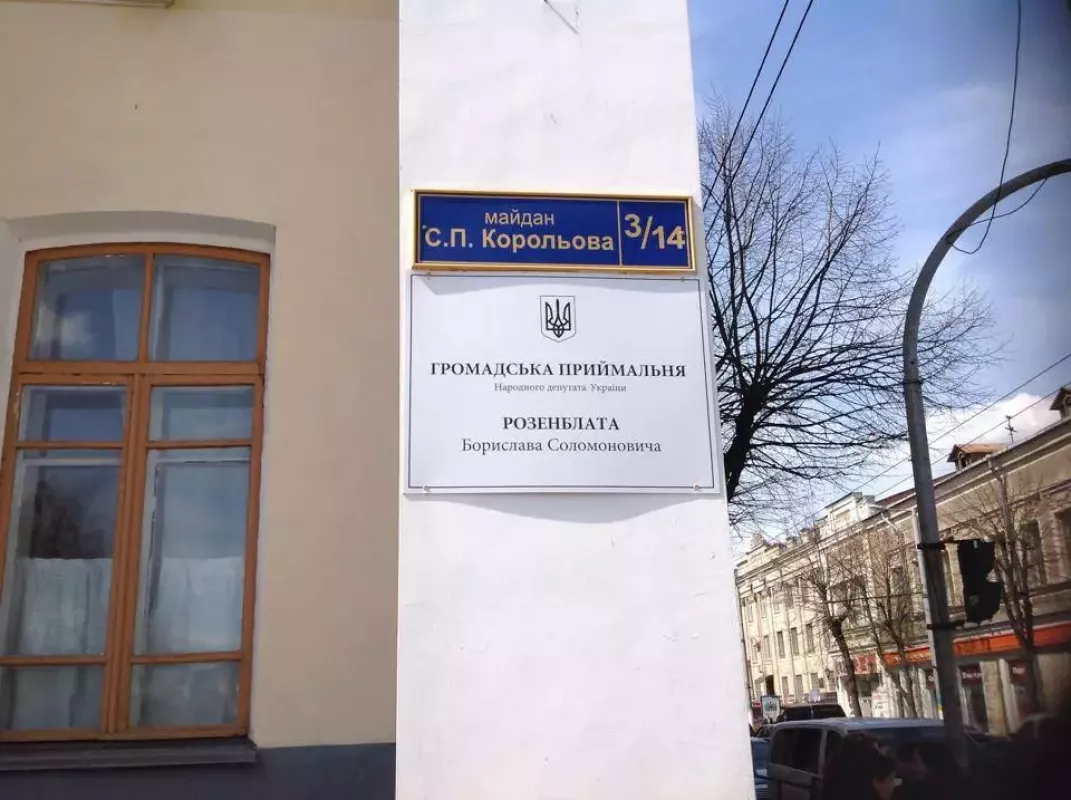 майдан
С.П. Корольова
3/14
ГРОМАДСЬКА ПРИЙМАЛЬНЯ
Народного депутата України
РОЗЕНБЛАТА
Борислава Соломоновича